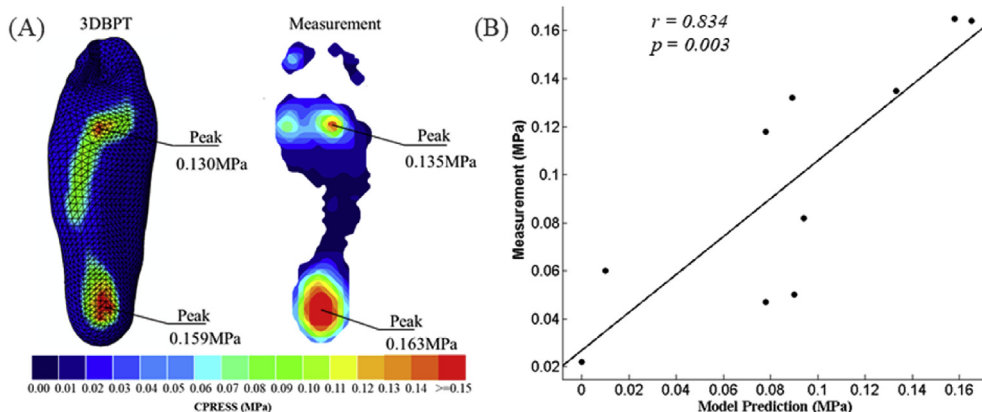 (A)
3DBPT
Measurement
Peak
0.130MPa
Peak
0.135MPa
Peak
0.159MPa
Peak
0.163MPa
0.00 0.01 0.02 0.03 0.04 0.05 0.06 0.07 0.08 0.09 0.10 0.11 0.12 0.13 0.14 >=0.15
CPRESS (MPa)
(B)
r = 0.834
p = 0.003
Measurement (MPa)
0.16
0.14
0.12
0.1
0.08
0.06
0.04
0.02
0 0.02 0.04 0.06 0.08 0.1 0.12 0.14 0.16
Model Prediction (MPa)